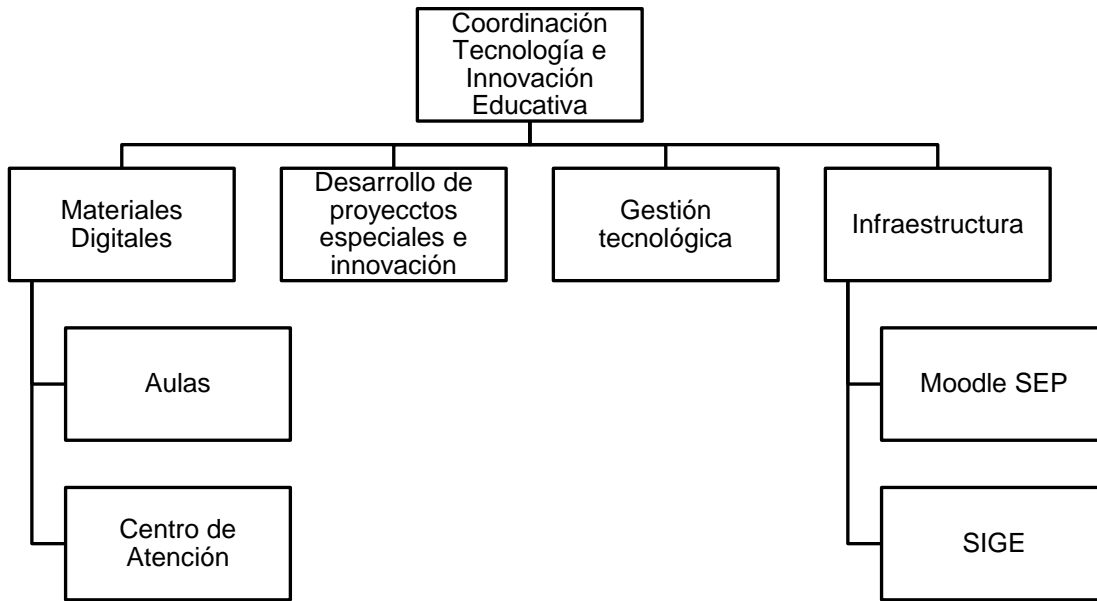 Coordinación
Tecnología e
Innovación
Educativa
Materiales
Digitales
Desarrollo de
proyecctos
especiales e
innovación
Gestión
tecnológica
Infraestructura
Aulas
Moodle SEP
Centro de
Atención
SIGE